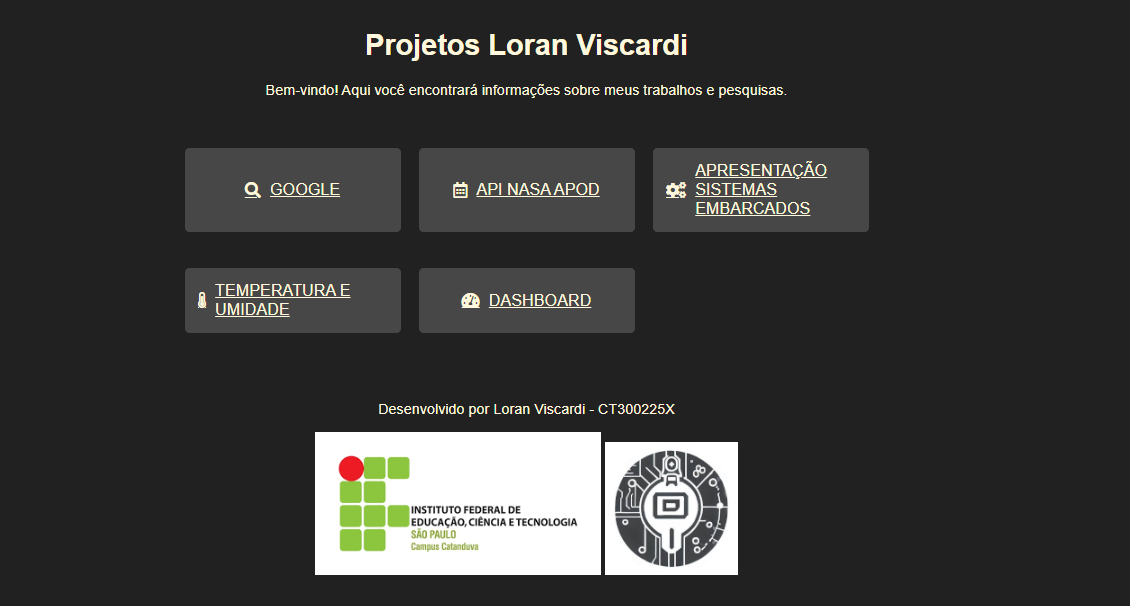 Projetos Loran Viscardi
Bem-vindo! Aqui você encontrará informações sobre meus trabalhos e pesquisas.
GOOGLE
API NASA APOD
APRESENTAÇÃO
SISTEMAS
EMBARCADOS
TEMPERATURA E
UMIDADE
DASHBOARD
Desenvolvido por Loran Viscardi - CT300225X
INSTITUTO FEDERAL DE
EDUCAÇÃO, CIÊNCIA E TECNOLOGIA
SÃO PAULO
Campus Catanduva